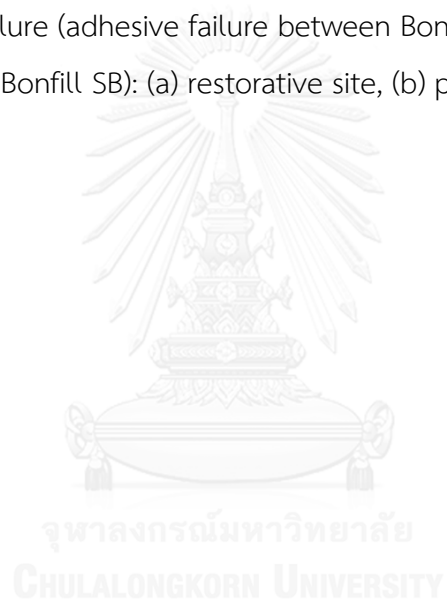 lure (adhesive failure between Bon
Bonfill SB): (a) restorative site, (b) p
จุฬาลงกรณ์มหาวิทยาลัย
CHULALONGKORN UNIVERSITY